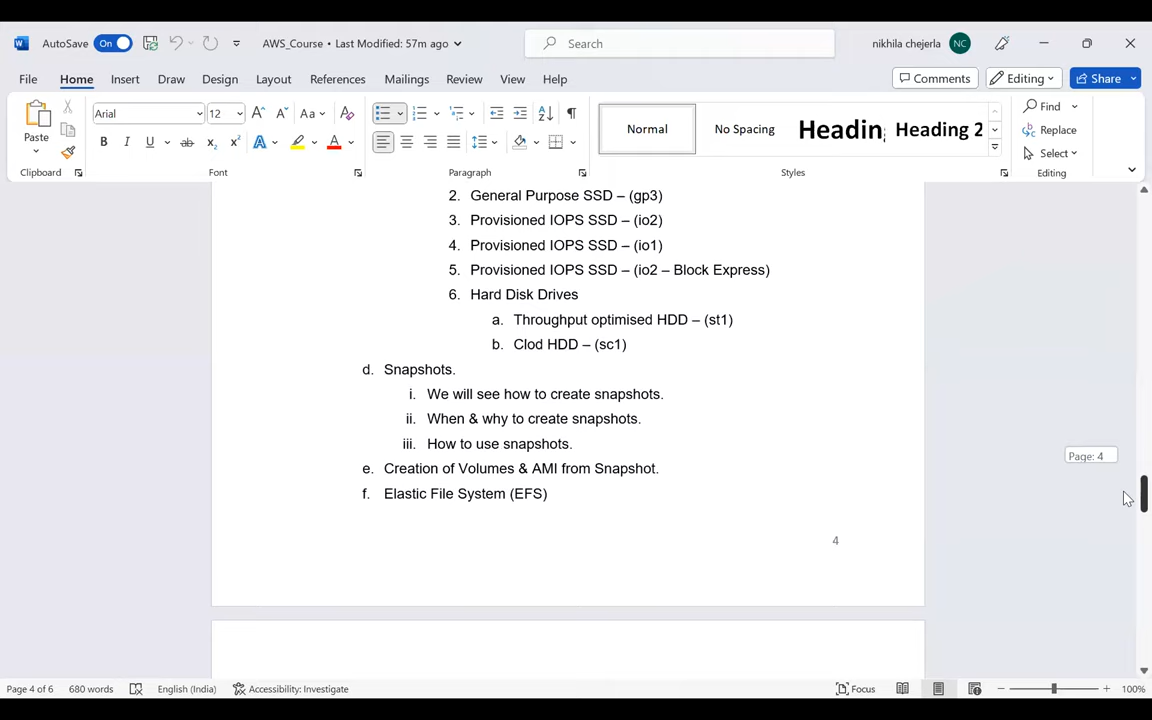 AutoSave On AWS_Course • Last Modified: 57m ago Search nikhila chejerla NC
File Home Insert Draw Design Layout References Mailings Review View Help Comments Editing Share
Paste
Arial 12 Aa
B I U ab x₂ x² A A
Normal
No Spacing
Headin
Heading 2
Find
Replace
Select
Clipboard Font Paragraph Styles Editing
2. General Purpose SSD – (gp3)
3. Provisioned IOPS SSD – (io2)
4. Provisioned IOPS SSD – (io1)
5. Provisioned IOPS SSD – (io2 – Block Express)
6. Hard Disk Drives
a. Throughput optimised HDD – (st1)
b. Clod HDD – (sc1)
d. Snapshots.
i. We will see how to create snapshots.
ii. When & why to create snapshots.
iii. How to use snapshots.
e. Creation of Volumes & AMI from Snapshot.
Page: 4
f. Elastic File System (EFS)
4
Page 4 of 6 680 words English (India) Accessibility: Investigate Focus 100%